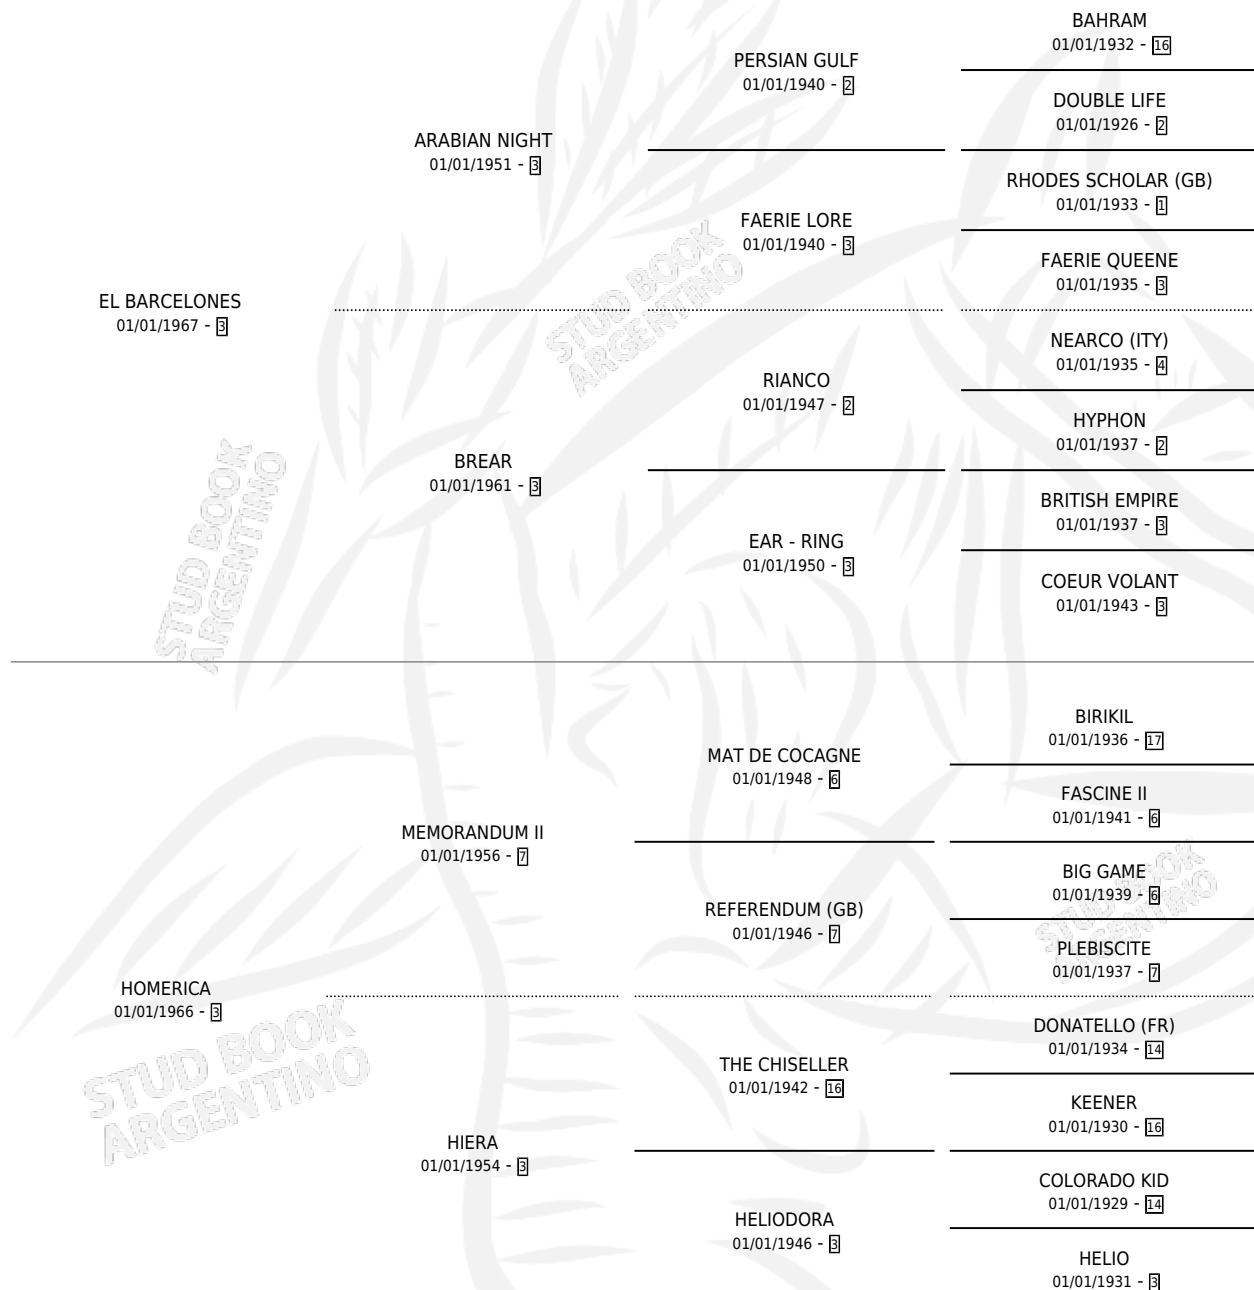 BAHRAM
01/01/1932 - 16
PERSIAN GULF
01/01/1940 - 2
DOUBLE LIFE
01/01/1926 - 2
ARABIAN NIGHT
01/01/1951 - 3
RHODES SCHOLAR (GB)
01/01/1933 - 1
FAERIE LORE
01/01/1940 - 3
FAERIE QUEENE
01/01/1935 - 3
EL BARCELONES
01/01/1967 - 3
NEARCO (ITY)
01/01/1935 - 4
RIANCO
01/01/1947 - 2
HYPHON
01/01/1937 - 2
BREAR
01/01/1961 - 3
BRITISH EMPIRE
01/01/1937 - 3
EAR - RING
01/01/1950 - 3
COEUR VOLANT
01/01/1943 - 3
BIRIKIL
01/01/1936 - 17
MAT DE COCAGNE
01/01/1948 - 6
FASCINE II
01/01/1941 - 6
MEMORANDUM II
01/01/1956 - 7
BIG GAME
01/01/1939 - 6
REFERENDUM (GB)
01/01/1946 - 7
PLEBISCITE
01/01/1937 - 7
HOMERICA
01/01/1966 - 3
DONATELLO (FR)
01/01/1934 - 14
THE CHISELLER
01/01/1942 - 16
KEENER
01/01/1930 - 16
HIERA
01/01/1954 - 3
COLORADO KID
01/01/1929 - 14
HELIODORA
01/01/1946 - 3
HELIO
01/01/1931 - 3
STUD BOOK
ARGENTINO
STUD BOOK
ARGENTINO
STUD BOOK
ARGENTINO
STUD BOOK
ARGENTINO